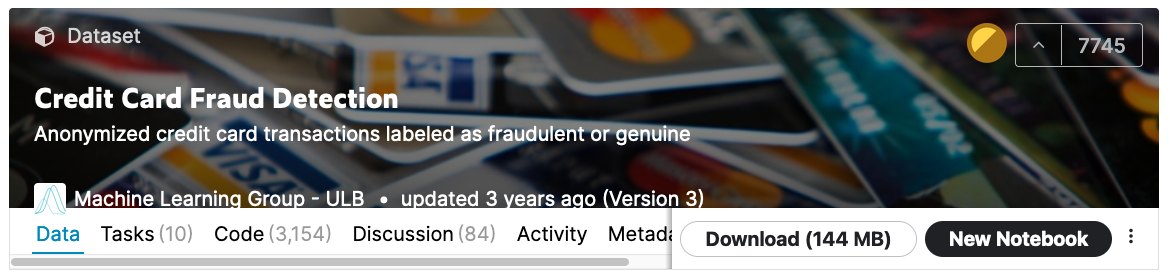 Dataset
7745
Credit Card Fraud Detection
Anonymized credit card transactions labeled as fraudulent or genuine
VISA
Machine Learning Group - ULB • updated 3 years ago (Version 3)
Data Tasks (10) Code (3,154) Discussion (84) Activity Metada Download (144 MB) New Notebook